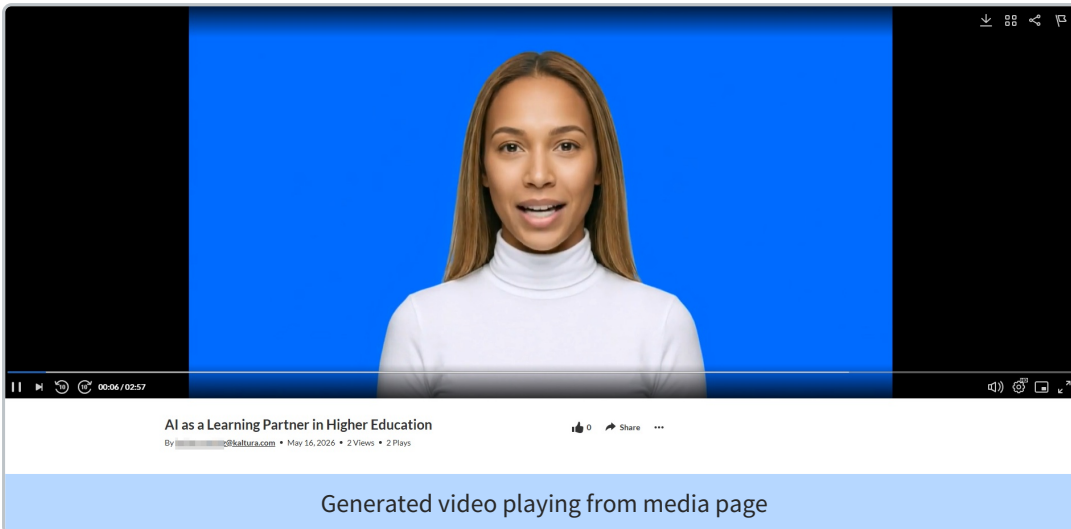 00:06 / 02:57
AI as a Learning Partner in Higher Education
0 Share
By @kaltura.com • May 16, 2026 • 2 Views • 2 Plays
Generated video playing from media page